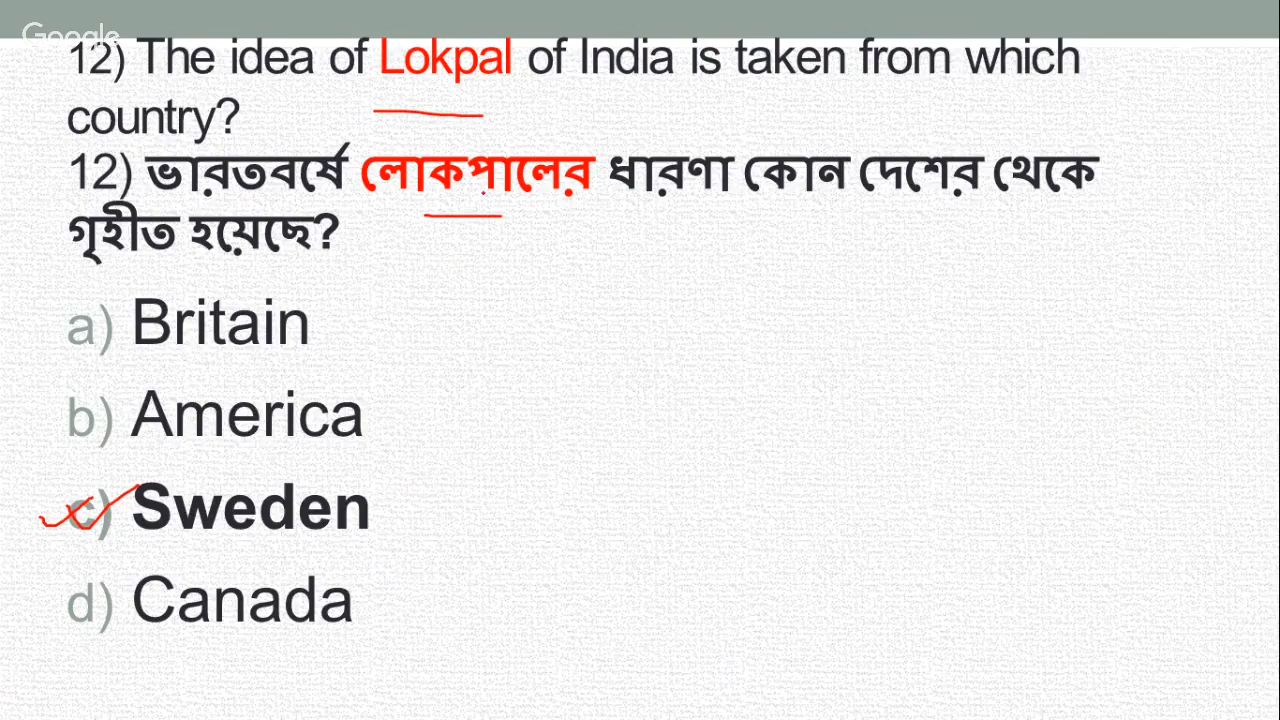 Google
12) The idea of Lokpal of India is taken from which
country?
12) ভারতবর্ষে লোকপালের ধারণা কোন দেশের থেকে
গৃহীত হয়েছে?
a) Britain
b) America
c) Sweden
d) Canada